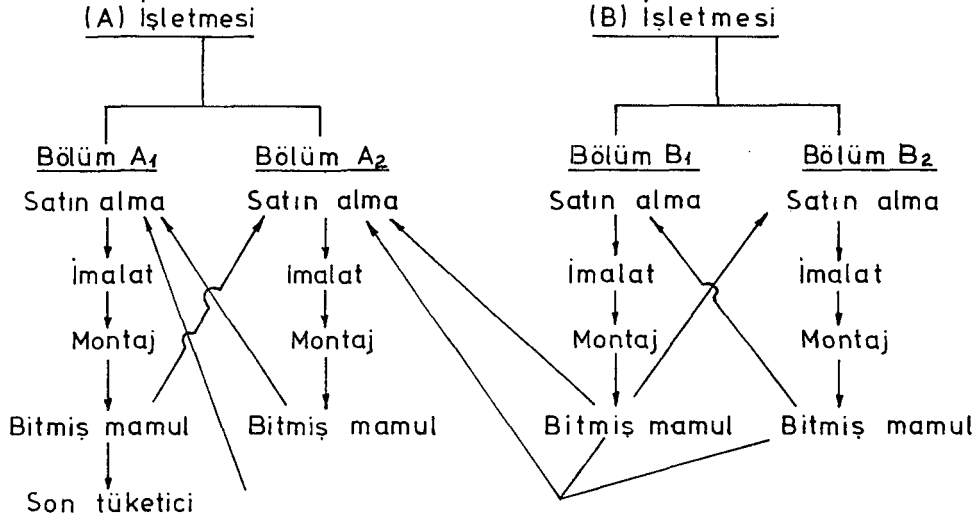 (A) İşletmesi
(B) İşletmesi
Bölüm A1
Bölüm A2
Bölüm B1
Bölüm B2
Satın alma
Satın alma
Satın alma
Satın alma
İmalat
İmalat
İmalat
İmalat
Montaj
Montaj
Montaj
Montaj
Bitmiş mamul
Bitmiş mamul
Bitmiş mamul
Bitmiş mamul
Son tüketici